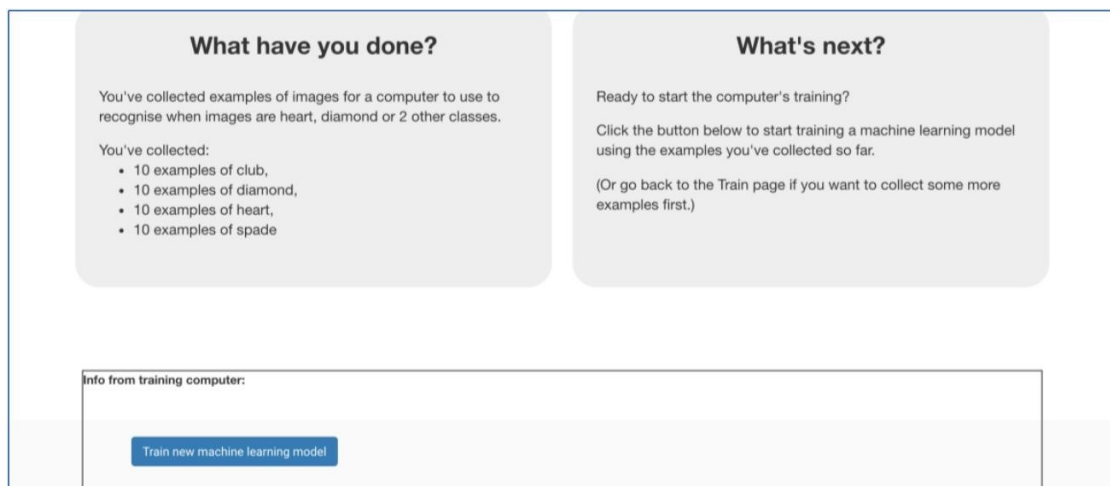 What have you done?
You've collected examples of images for a computer to use to
recognise when images are heart, diamond or 2 other classes.
You've collected:
• 10 examples of club,
• 10 examples of diamond,
• 10 examples of heart,
• 10 examples of spade
What's next?
Ready to start the computer's training?
Click the button below to start training a machine learning model
using the examples you've collected so far.
(Or go back to the Train page if you want to collect some more
examples first.)
Info from training computer:
Train new machine learning model